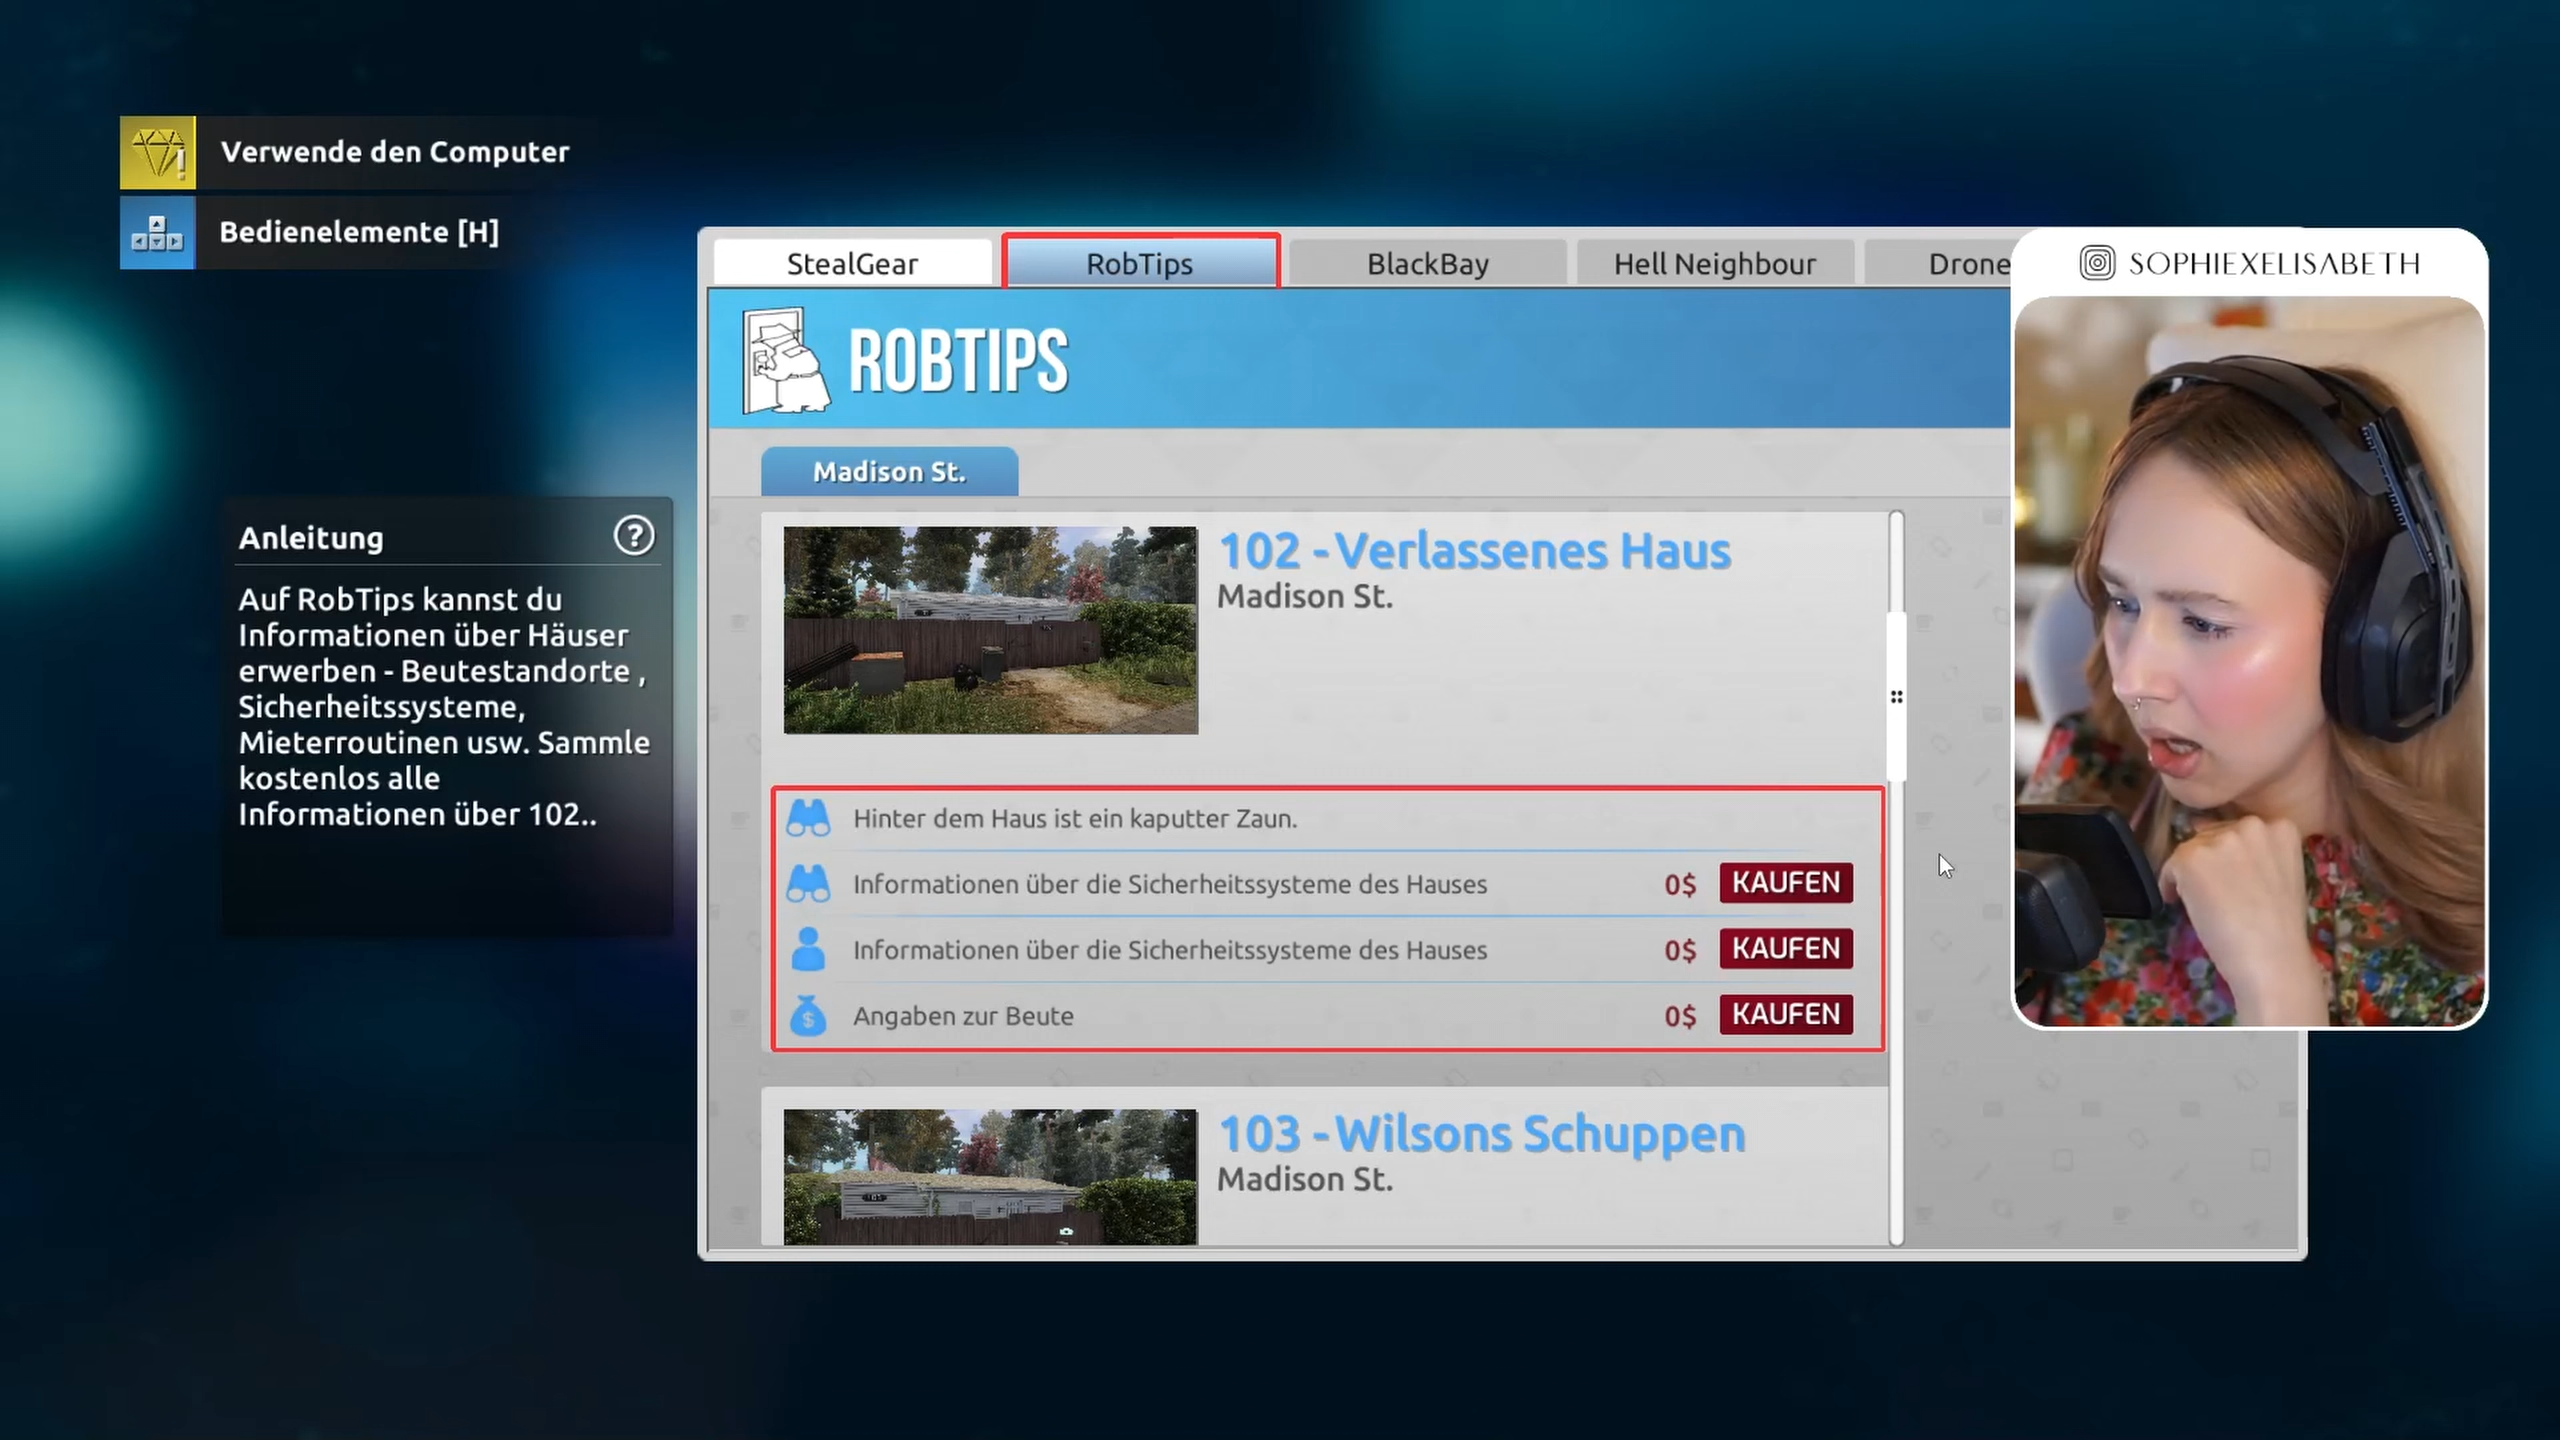 Verwende den Computer
Bedienelemente [H]
StealGear
RobTips
BlackBay
Hell Neighbour
Drone
SOPHIEXELISABETH
ROBTIPS
Madison St.
Anleitung
?
Auf RobTips kannst du
Informationen über Häuser
erwerben - Beutestandorte ,
Sicherheitssysteme,
Mieterroutinen usw. Sammle
kostenlos alle
Informationen über 102..
102 - Verlassenes Haus
Madison St.
Hinter dem Haus ist ein kaputter Zaun.
Informationen über die Sicherheitssysteme des Hauses 0$ KAUFEN
Informationen über die Sicherheitssysteme des Hauses 0$ KAUFEN
Angaben zur Beute 0$ KAUFEN
103 - Wilsons Schuppen
Madison St.